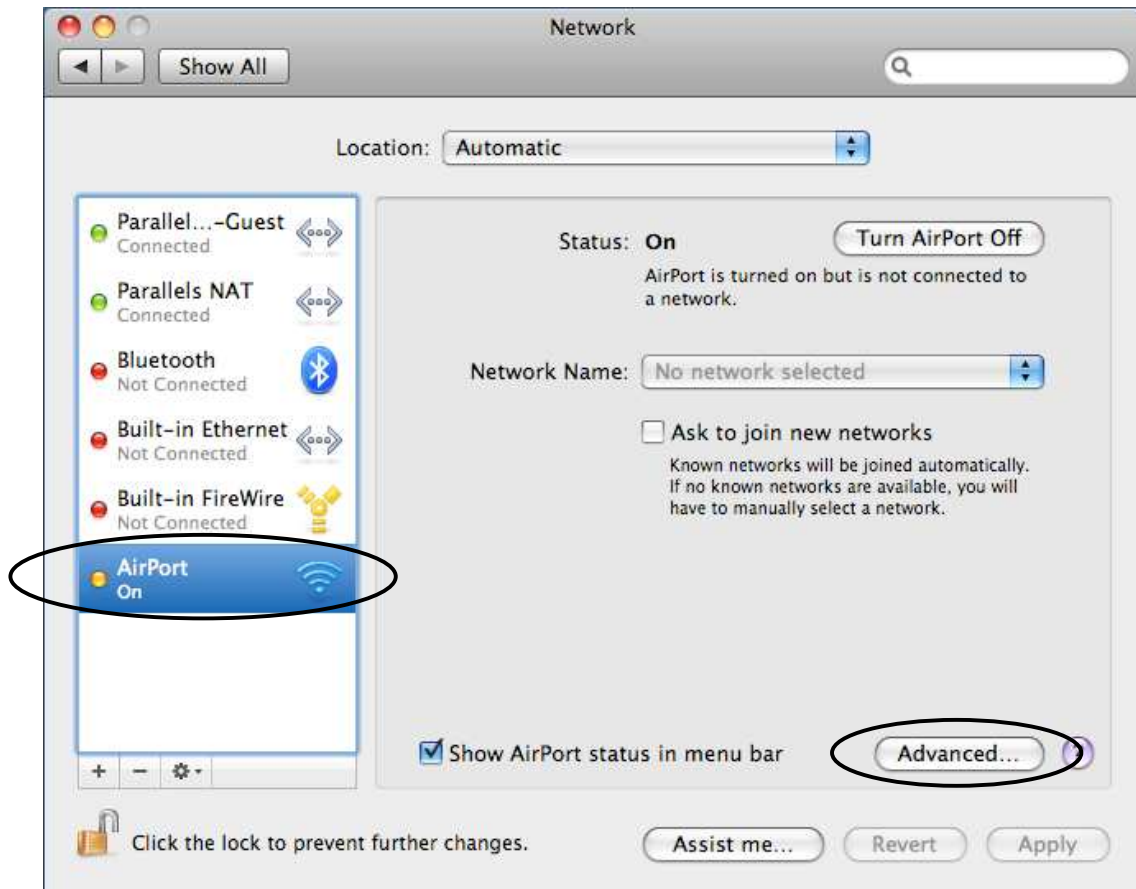 Network
Show All
Location: Automatic
Parallel...-Guest
Connected
Parallels NAT
Connected
Bluetooth
Not Connected
Built-in Ethernet
Not Connected
Built-in FireWire
Not Connected
AirPort
On
+ −
Status: On
Turn AirPort Off
AirPort is turned on but is not connected to
a network.
Network Name: No network selected
Ask to join new networks
Known networks will be joined automatically.
If no known networks are available, you will
have to manually select a network.
Show AirPort status in menu bar
Advanced...
?
Click the lock to prevent further changes.
Assist me...
Revert
Apply